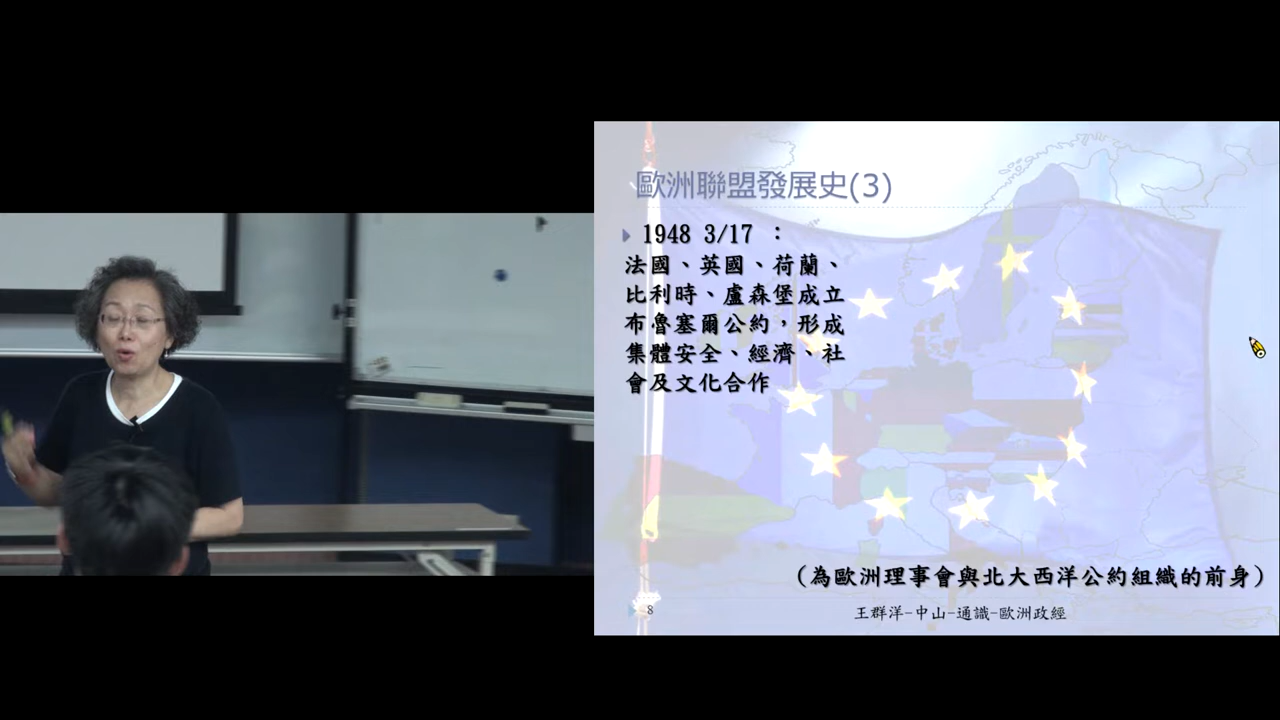 歐洲聯盟發展史(3)
1948 3/17 ：
法國、英國、荷蘭、
比利時、盧森堡成立
布魯塞爾公約，形成
集體安全、經濟、社
會及文化合作
(為歐洲理事會與北大西洋公約組織的前身)
8
王群洋-中山-通識-歐洲政經